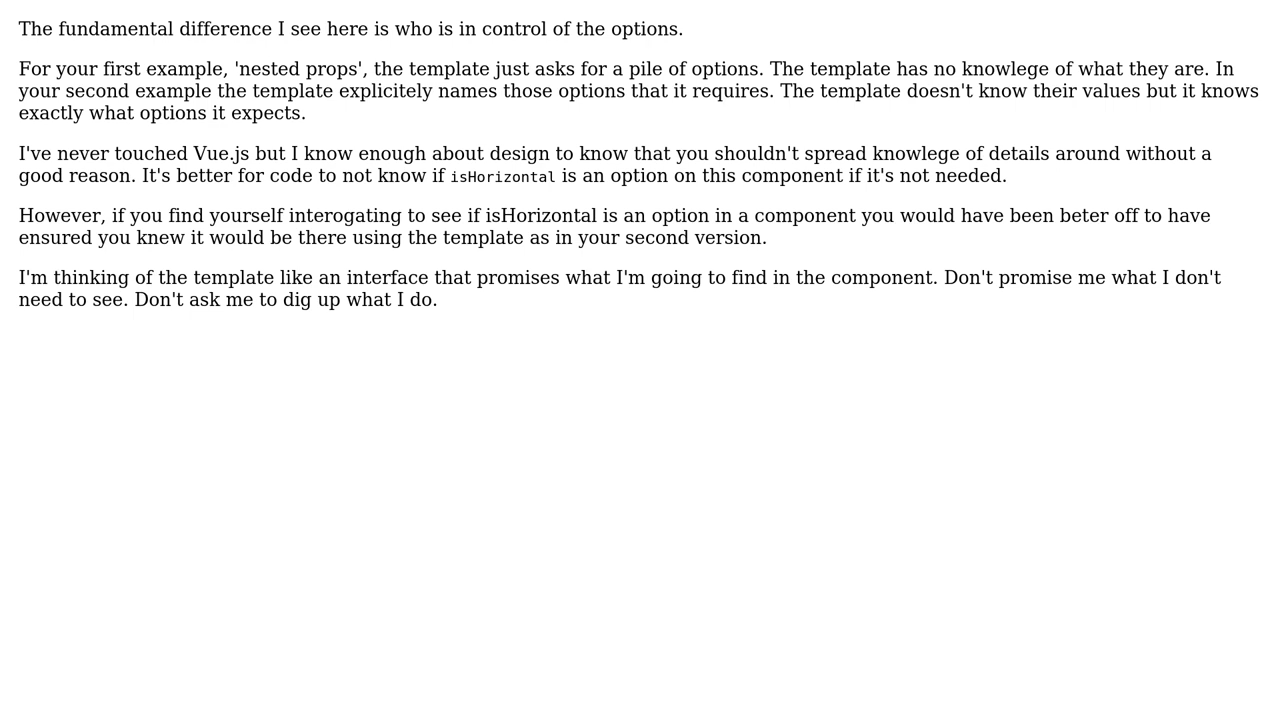 The fundamental difference I see here is who is in control of the options.
For your first example, 'nested props', the template just asks for a pile of options. The template has no knowlege of what they are. In
your second example the template explicitely names those options that it requires. The template doesn't know their values but it knows
exactly what options it expects.
I've never touched Vue.js but I know enough about design to know that you shouldn't spread knowlege of details around without a
good reason. It's better for code to not know if isHorizontal is an option on this component if it's not needed.
However, if you find yourself interogating to see if isHorizontal is an option in a component you would have been beter off to have
ensured you knew it would be there using the template as in your second version.
I'm thinking of the template like an interface that promises what I'm going to find in the component. Don't promise me what I don't
need to see. Don't ask me to dig up what I do.